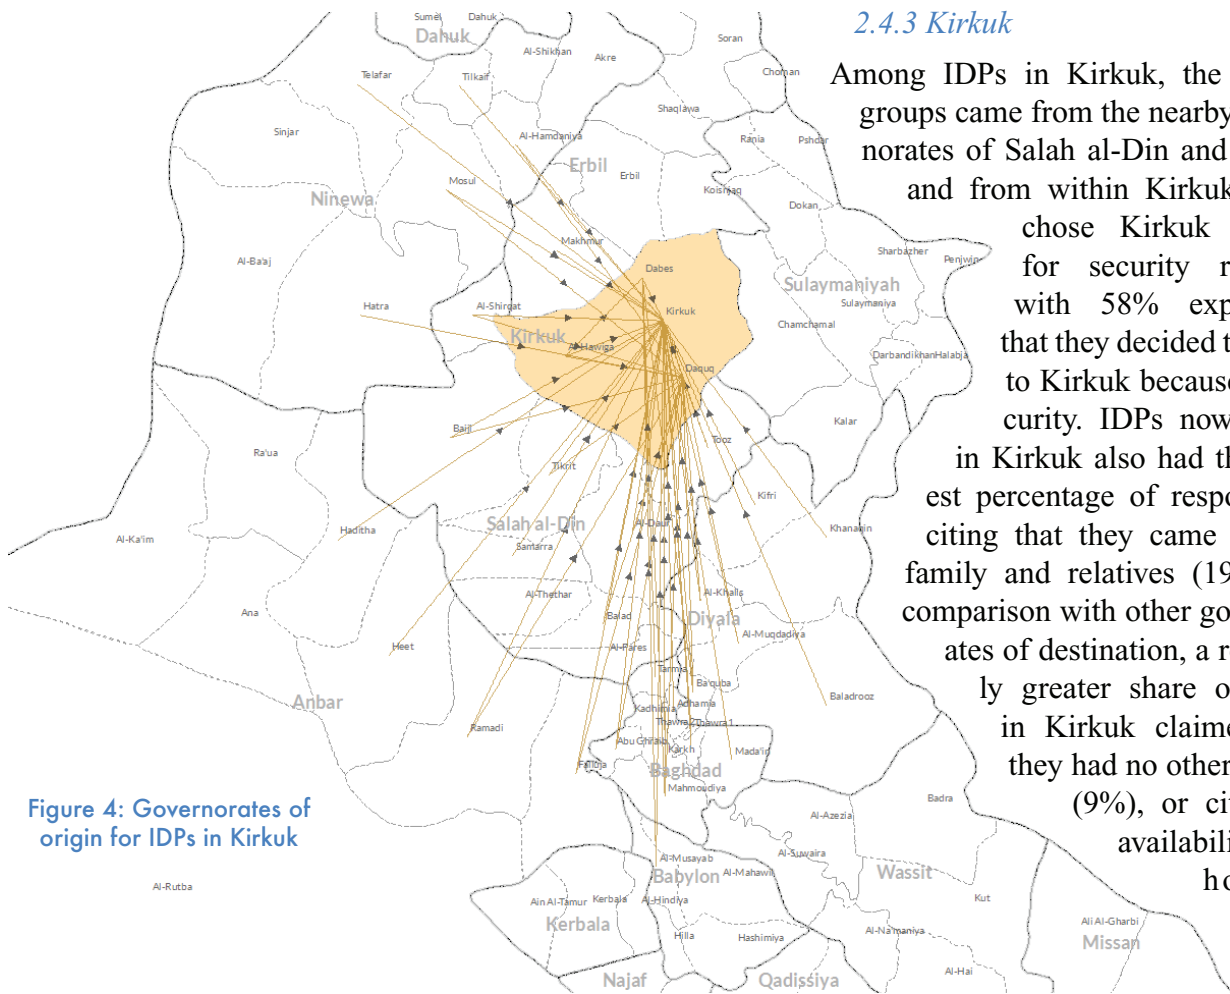 2.4.3 Kirkuk
Among IDPs in Kirkuk, the
groups came from the nearby
norates of Salah al-Din and
and from within Kirkuk
chose Kirkuk
for security r
with 58% exp
that they decided t
to Kirkuk because
curity. IDPs now
in Kirkuk also had th
est percentage of respo
citing that they came
family and relatives (19
comparison with other go
ates of destination, a r
ly greater share o
in Kirkuk claime
they had no other
(9%), or ci
availabili
ho
Sumel
Dahuk
Dahuk
Al-Shikhan
Akre
Soran
Choman
Telafar
Tilkaif
Shaqlawa
Sinjar
Al-Hamdaniya
Rania
Pshdar
Erbil
Erbil
Mosul
Koisnjaq
Ninewa
Dokan
Makhmur
Sharbazher
Penjwin
Al-Ba'aj
Dabes
Sulaymaniyah
Sulaymaniya
Hatra
Al-Shirqat
Kirkuk
Kirkuk
Chamchamal
Al-Hawiga
Darbandikhan
Halabja
Daquq
Baiji
Kalar
Tooz
Ra'ua
Tikrit
Kifri
Haditha
Salah al-Din
Al-Daur
Khanaqin
Al-Ka'im
Samarra
Al-Thethar
Al-Khalis
Ana
Balad
Diyala
Al-Muqdadiya
Heet
Al-Fares
Tarmia
Ba'quba
Baladrooz
Anbar
Kadhimia
Adhamia
Ramadi
Thawra2
Thawra1
Abu Ghraib
Karkh
Mada'in
Falluja
Baghdad
Mahmoudiya
Figure 4: Governorates of
origin for IDPs in Kirkuk
Badra
Al-Azezia
Al-Rutba
Al-Musayab
Al-Suwaira
Babylon
Al-Mahawil
Wassit
Ain Al-Tamur
Kerbala
Al-Hindiya
Kut
Kerbala
Hilla
Hashimiya
Al-Na'maniya
Ali Al-Gharbi
Missan
Najaf
Qadissiya
Al-Hai